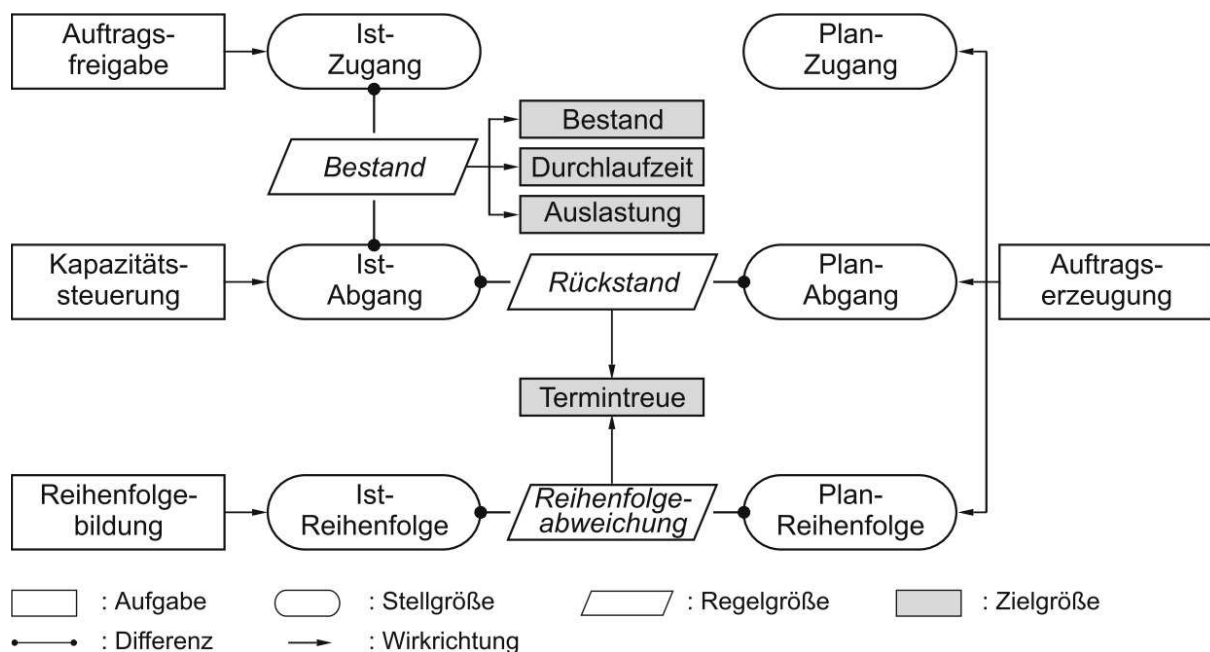 Auftrags-
freigabe
Ist-
Zugang
Plan-
Zugang
Bestand
Bestand
Durchlaufzeit
Auslastung
Kapazitäts-
steuerung
Ist-
Abgang
Rückstand
Plan-
Abgang
Auftrags-
erzeugung
Termintreue
Reihenfolge-
bildung
Ist-
Reihenfolge
Reihenfolge-
abweichung
Plan-
Reihenfolge
: Aufgabe
: Stellgröße
: Regelgröße
: Zielgröße
: Differenz
: Wirkrichtung